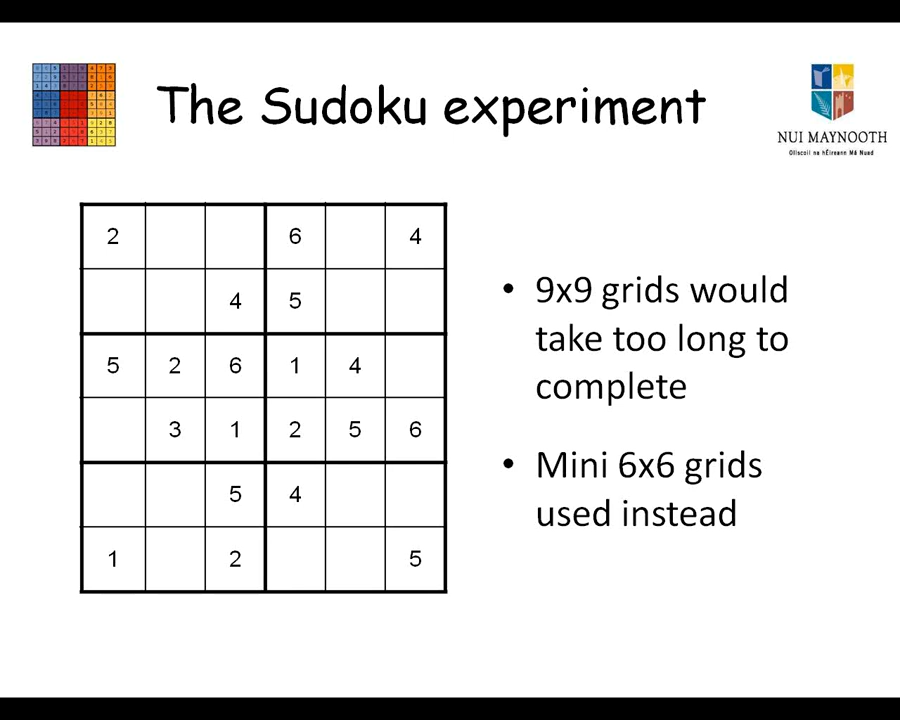 The Sudoku experiment
NUI MAYNOOTH
Ollscoil na hÉireann Má Nuad
2 6 4
4 5
5 2 6 1 4
3 1 2 5 6
5 4
1 2 5
• 9x9 grids would
take too long to
complete
• Mini 6x6 grids
used instead